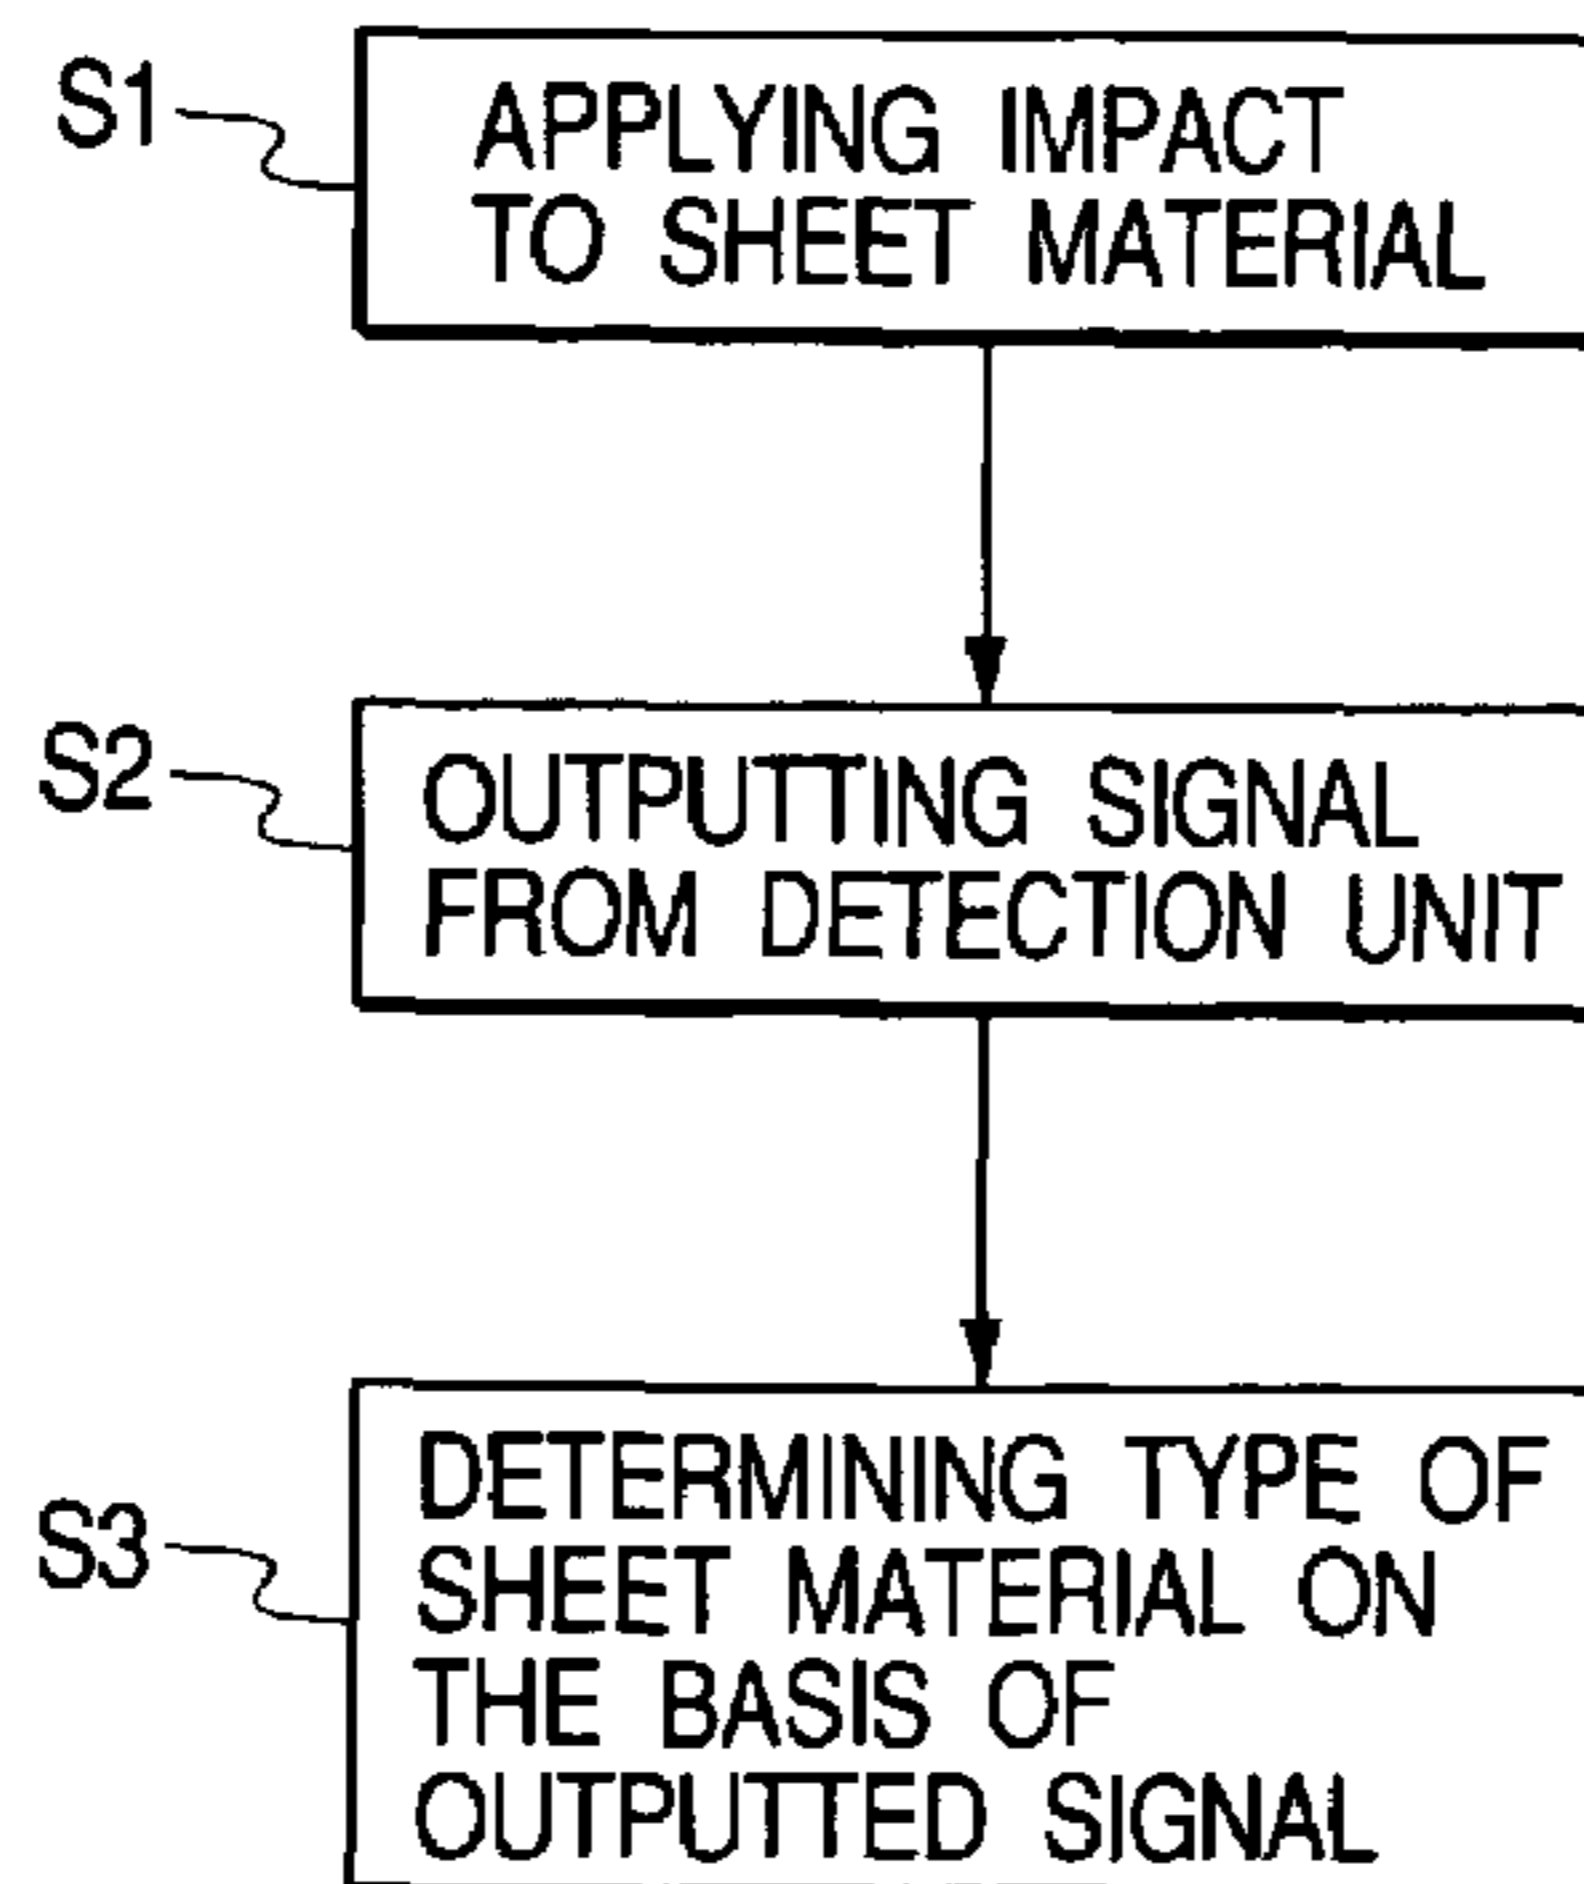 S1
APPLYING IMPACT
TO SHEET MATERIAL
S2
OUTPUTTING SIGNAL
FROM DETECTION UNIT
S3
DETERMINING TYPE OF
SHEET MATERIAL ON
THE BASIS OF
OUTPUTTED SIGNAL